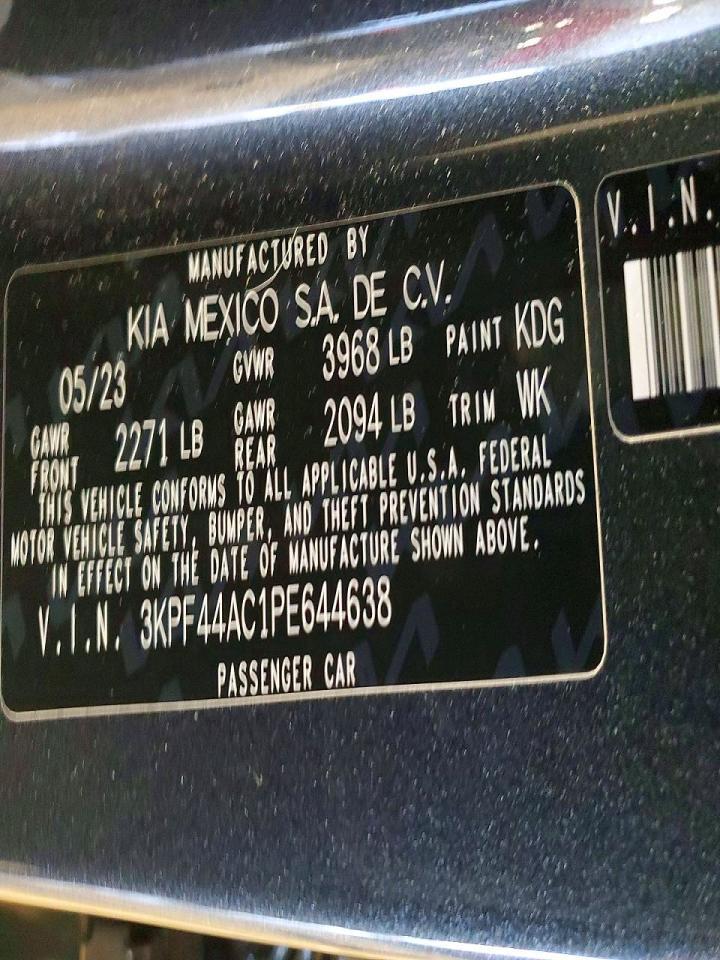 MANUFACTURED BY
KIA MEXICO S.A. DE C.V.
05/23 GVWR 3968 LB PAINT KDG
GAWR FRONT 2271 LB GAWR REAR 2094 LB TRIM WK
THIS VEHICLE CONFORMS TO ALL APPLICABLE U.S.A. FEDERAL
MOTOR VEHICLE SAFETY, BUMPER, AND THEFT PREVENTION STANDARDS
IN EFFECT ON THE DATE OF MANUFACTURE SHOWN ABOVE.
V.I.N. 3KPF44AC1PE644638
PASSENGER CAR
V.I.N.